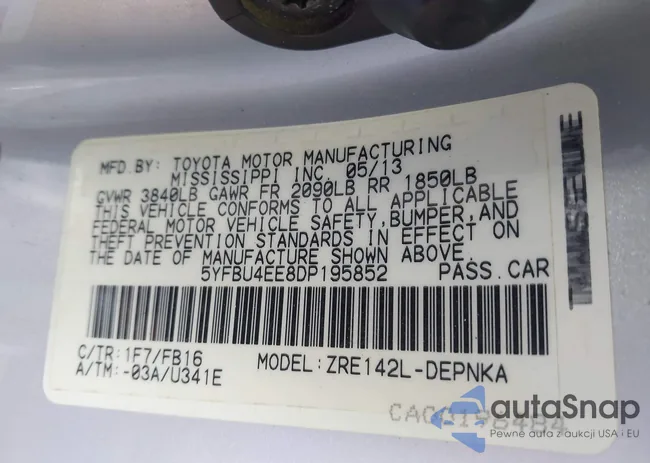 MFD.BY: TOYOTA MOTOR MANUFACTURING
MISSISSIPPI INC. 05/13
GVWR 3840LB GAWR FR 2090LB RR 1850LB
THIS VEHICLE CONFORMS TO ALL APPLICABLE
FEDERAL MOTOR VEHICLE SAFETY,BUMPER,AND
THEFT PREVENTION STANDARDS IN EFFECT ON
THE DATE OF MANUFACTURE SHOWN ABOVE.
5YFBU4EE8DP195852 PASS.CAR
C/TR:1F7/FB16
A/TM:-03A/U341E
MODEL:ZRE142L-DEPNKA
autaSnap
Pewne auta z aukcji USA i EU